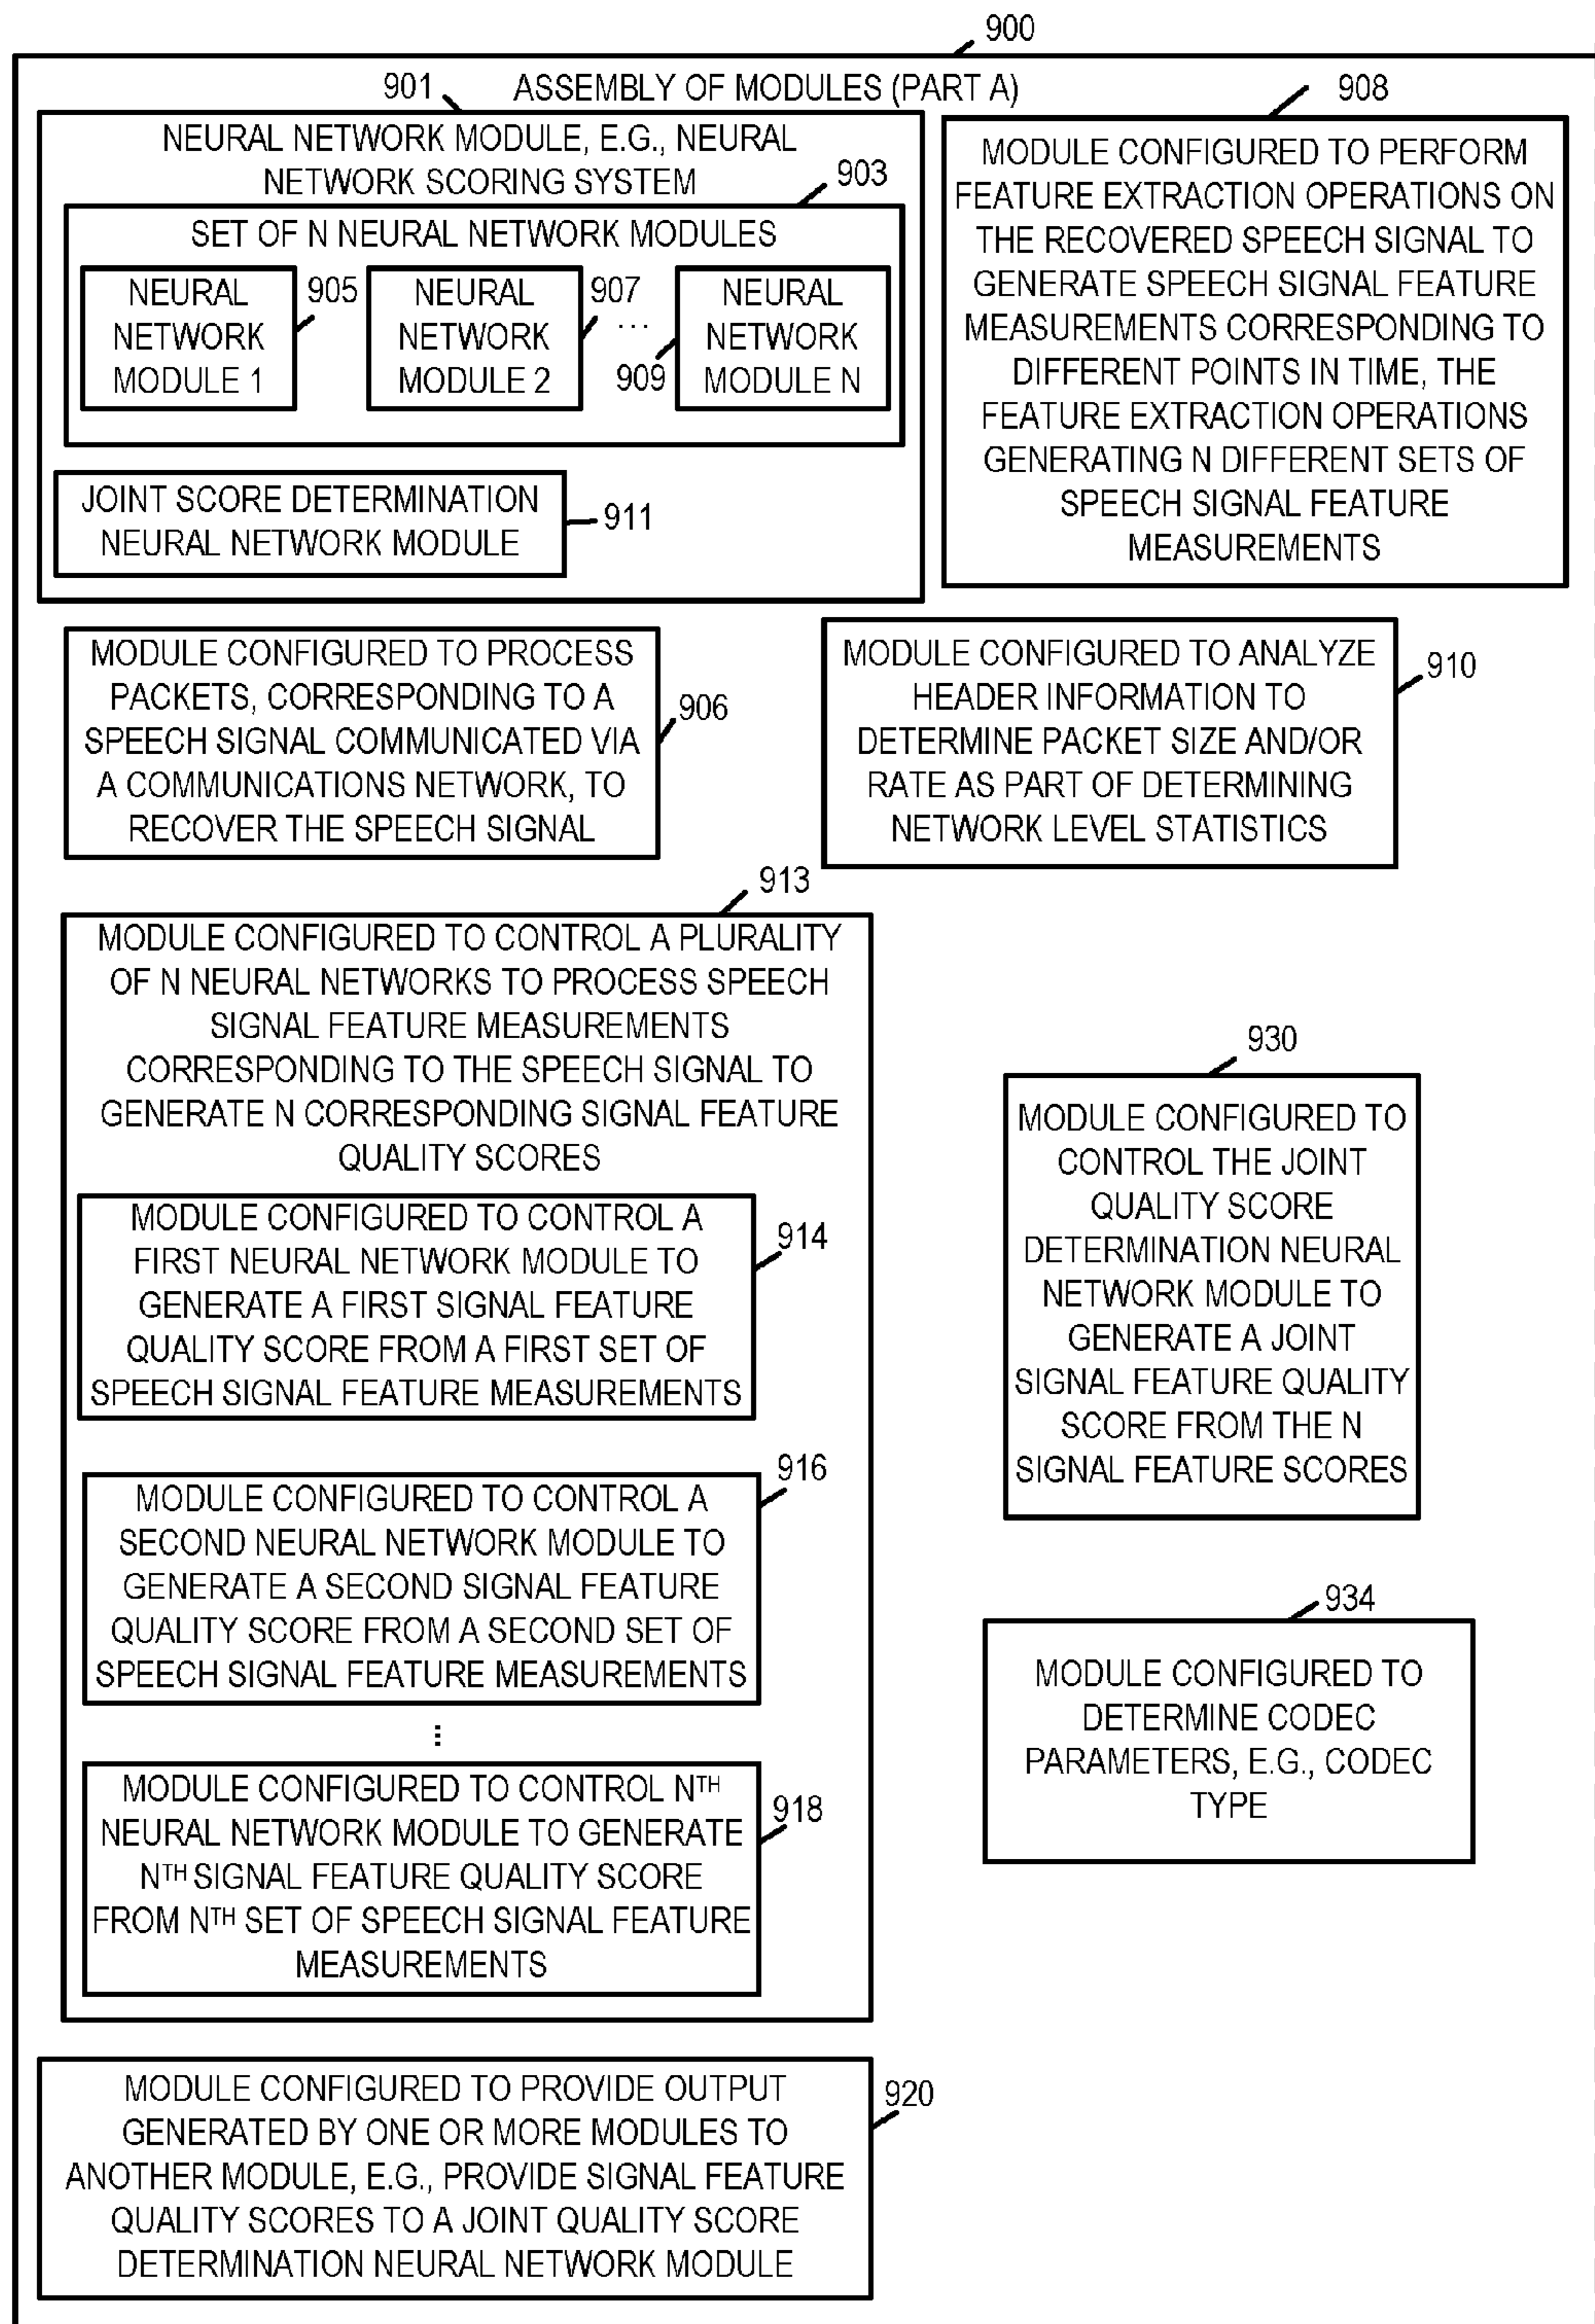 900
ASSEMBLY OF MODULES (PART A)
901
NEURAL NETWORK MODULE, E.G., NEURAL
NETWORK SCORING SYSTEM
903
SET OF N NEURAL NETWORK MODULES
NEURAL
NETWORK
MODULE 1
905
NEURAL
NETWORK
MODULE 2
907
...
909
NEURAL
NETWORK
MODULE N
JOINT SCORE DETERMINATION
NEURAL NETWORK MODULE
911
908
MODULE CONFIGURED TO PERFORM
FEATURE EXTRACTION OPERATIONS ON
THE RECOVERED SPEECH SIGNAL TO
GENERATE SPEECH SIGNAL FEATURE
MEASUREMENTS CORRESPONDING TO
DIFFERENT POINTS IN TIME, THE
FEATURE EXTRACTION OPERATIONS
GENERATING N DIFFERENT SETS OF
SPEECH SIGNAL FEATURE
MEASUREMENTS
MODULE CONFIGURED TO PROCESS
PACKETS, CORRESPONDING TO A
SPEECH SIGNAL COMMUNICATED VIA
A COMMUNICATIONS NETWORK, TO
RECOVER THE SPEECH SIGNAL
906
MODULE CONFIGURED TO ANALYZE
HEADER INFORMATION TO
DETERMINE PACKET SIZE AND/OR
RATE AS PART OF DETERMINING
NETWORK LEVEL STATISTICS
910
913
MODULE CONFIGURED TO CONTROL A PLURALITY
OF N NEURAL NETWORKS TO PROCESS SPEECH
SIGNAL FEATURE MEASUREMENTS
CORRESPONDING TO THE SPEECH SIGNAL TO
GENERATE N CORRESPONDING SIGNAL FEATURE
QUALITY SCORES
MODULE CONFIGURED TO CONTROL A
FIRST NEURAL NETWORK MODULE TO
GENERATE A FIRST SIGNAL FEATURE
QUALITY SCORE FROM A FIRST SET OF
SPEECH SIGNAL FEATURE MEASUREMENTS
914
MODULE CONFIGURED TO CONTROL A
SECOND NEURAL NETWORK MODULE TO
GENERATE A SECOND SIGNAL FEATURE
QUALITY SCORE FROM A SECOND SET OF
SPEECH SIGNAL FEATURE MEASUREMENTS
916
⋮
MODULE CONFIGURED TO CONTROL NTH
NEURAL NETWORK MODULE TO GENERATE
NTH SIGNAL FEATURE QUALITY SCORE
FROM NTH SET OF SPEECH SIGNAL FEATURE
MEASUREMENTS
918
930
MODULE CONFIGURED TO
CONTROL THE JOINT
QUALITY SCORE
DETERMINATION NEURAL
NETWORK MODULE TO
GENERATE A JOINT
SIGNAL FEATURE QUALITY
SCORE FROM THE N
SIGNAL FEATURE SCORES
934
MODULE CONFIGURED TO
DETERMINE CODEC
PARAMETERS, E.G., CODEC
TYPE
MODULE CONFIGURED TO PROVIDE OUTPUT
GENERATED BY ONE OR MORE MODULES TO
ANOTHER MODULE, E.G., PROVIDE SIGNAL FEATURE
QUALITY SCORES TO A JOINT QUALITY SCORE
DETERMINATION NEURAL NETWORK MODULE
920